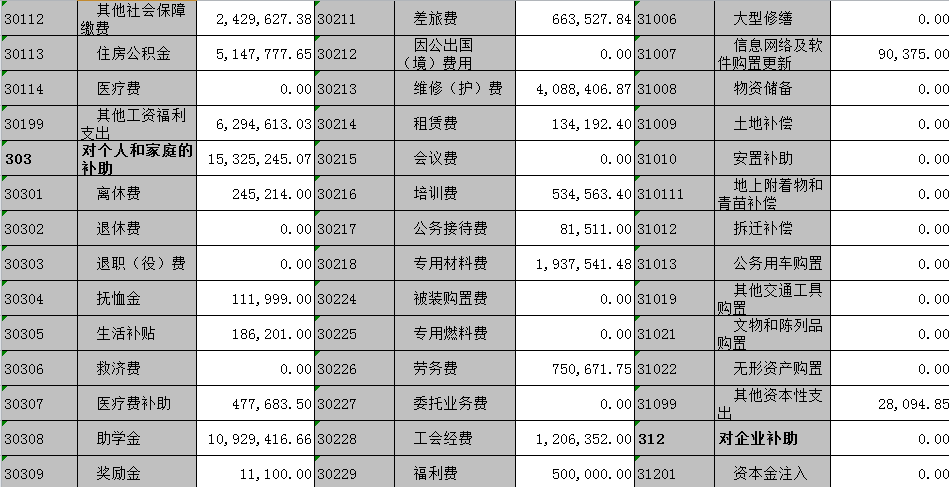 30112 其他社会保障缴费 2,429,627.38 30211 差旅费 663,527.84 31006 大型修缮 0.00
30113 住房公积金 5,147,777.65 30212 因公出国（境）费用 0.00 31007 信息网络及软件购置更新 90,375.00
30114 医疗费 0.00 30213 维修（护）费 4,088,406.87 31008 物资储备 0.00
30199 其他工资福利支出 6,294,613.03 30214 租赁费 134,192.40 31009 土地补偿 0.00
303 对个人和家庭的补助 15,325,245.07 30215 会议费 0.00 31010 安置补助 0.00
30301 离休费 245,214.00 30216 培训费 534,563.40 310111 地上附着物和青苗补偿 0.00
30302 退休费 0.00 30217 公务接待费 81,511.00 31012 拆迁补偿 0.00
30303 退职（役）费 0.00 30218 专用材料费 1,937,541.48 31013 公务用车购置 0.00
30304 抚恤金 111,999.00 30224 被装购置费 0.00 31019 其他交通工具购置 0.00
30305 生活补贴 186,201.00 30225 专用燃料费 0.00 31021 文物和陈列品购置 0.00
30306 救济费 0.00 30226 劳务费 750,671.75 31022 无形资产购置 0.00
30307 医疗费补助 477,683.50 30227 委托业务费 0.00 31099 其他资本性支出 28,094.85
30308 助学金 10,929,416.66 30228 工会经费 1,206,352.00 312 对企业补助 0.00
30309 奖励金 11,100.00 30229 福利费 500,000.00 31201 资本金注入 0.00